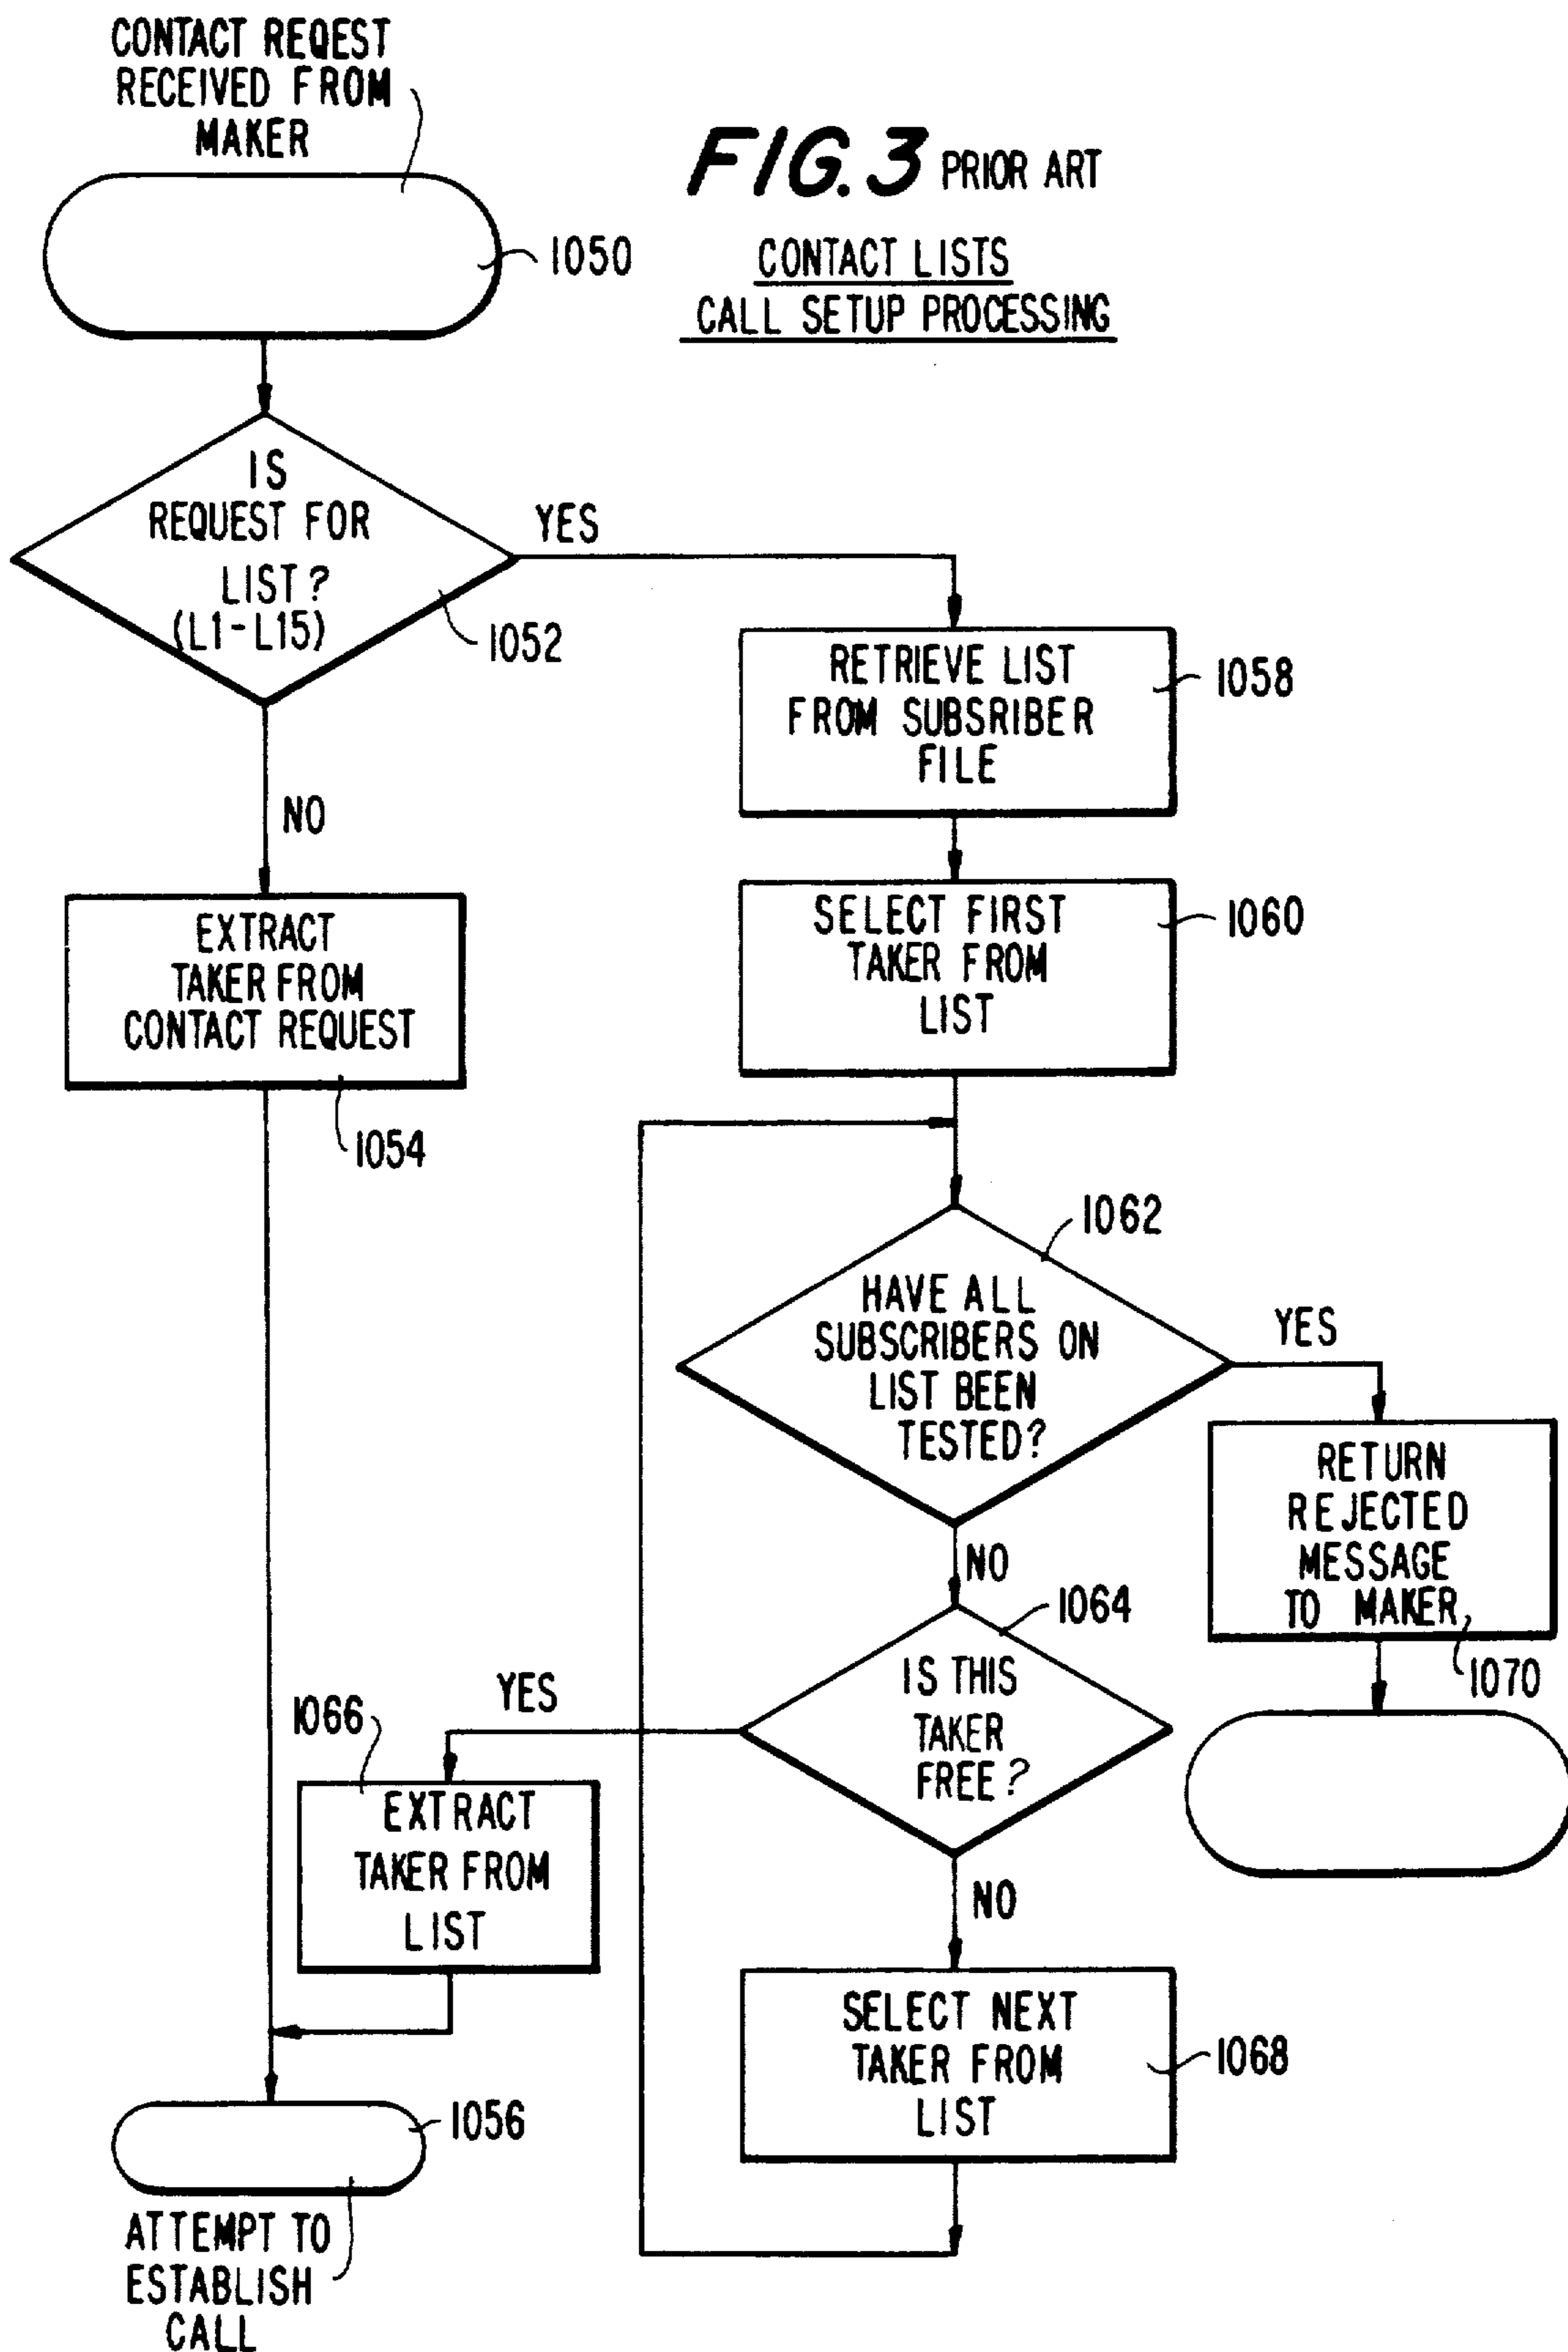 CONTACT REQEST
RECEIVED FROM
MAKER
FIG. 3 PRIOR ART
CONTACT LISTS
CALL SETUP PROCESSING
1050
IS
REQUEST FOR
LIST?
(L1-L15)
1052
YES
NO
RETRIEVE LIST
FROM SUBSRIBER
FILE
1058
SELECT FIRST
TAKER FROM
LIST
1060
EXTRACT
TAKER FROM
CONTACT REQUEST
1054
1062
HAVE ALL
SUBSCRIBERS ON
LIST BEEN
TESTED?
YES
NO
RETURN
REJECTED
MESSAGE
TO MAKER
1070
1064
IS THIS
TAKER
FREE?
YES
NO
1066
EXTRACT
TAKER FROM
LIST
SELECT NEXT
TAKER FROM
LIST
1068
1056
ATTEMPT TO
ESTABLISH
CALL